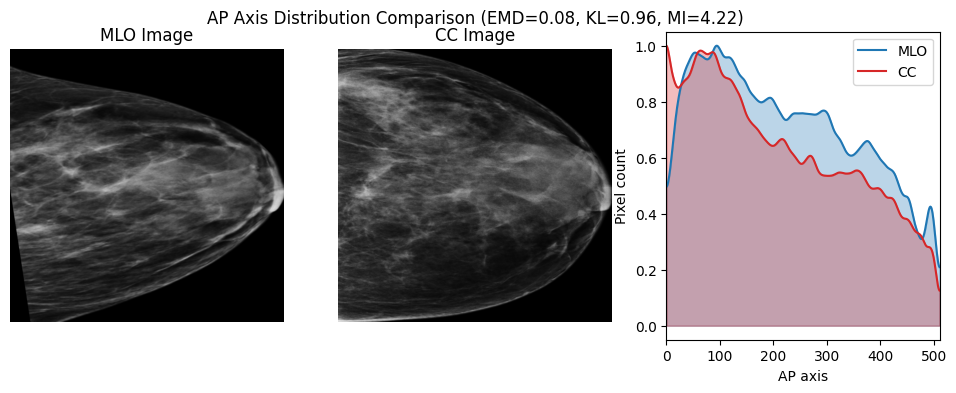 AP Axis Distribution Comparison (EMD=0.08, KL=0.96, MI=4.22)
MLO Image
CC Image
MLO
CC
Pixel count
1.0
0.8
0.6
0.4
0.2
0.0
0 100 200 300 400 500
AP axis